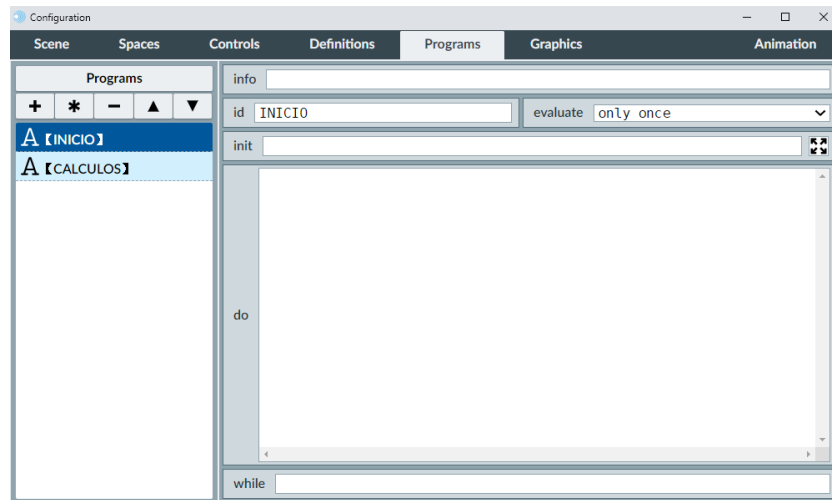 Configuration
Scene Spaces Controls Definitions Programs Graphics Animation
Programs
+ * − ▲ ▼
A【INICIO】
A【CALCULOS】
info
id INICIO evaluate only once
init
do
while